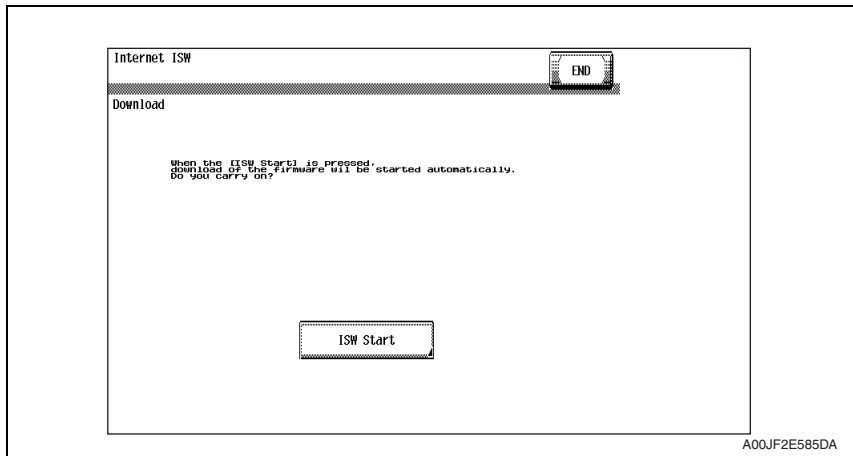 Internet ISW
END
Download
When the [ISW Start] is pressed,
download of the firmware wil be started automatically.
Do you carry on?
ISW Start
A00JF2E585DA